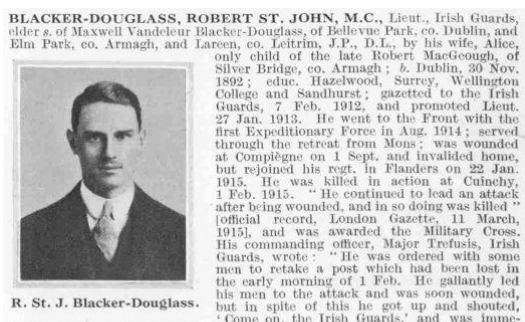 BLACKER-DOUGLASS, ROBERT ST. JOHN, M.C., Lieut., Irish Guards,
elder s. of Maxwell Vandeleur Blacker-Douglass, of Bellevue Park, co. Dublin, and
Elm Park, co. Armagh, and Lareen, co. Leitrim, J.P., D.L., by his wife, Alice,
only child of the late Robert MacGeough, of
Silver Bridge, co. Armagh; b. Dublin, 30 Nov.
1892; educ. Hazelwood, Surrey, Wellington
College and Sandhurst; gazetted to the Irish
Guards, 7 Feb. 1912, and promoted Lieut.
27 Jan. 1913. He went to the Front with the
first Expeditionary Force in Aug. 1914; served
through the retreat from Mons; was wounded
at Compiègne on 1 Sept. and invalided home,
but rejoined his regt. in Flanders on 22 Jan.
1915. He was killed in action at Cuinchy,
1 Feb. 1915. "He continued to lead an attack
after being wounded, and in so doing was killed"
[official record, London Gazette, 11 March,
1915], and was awarded the Military Cross.
His commanding officer, Major Trefusis, Irish
Guards, wrote: "He was ordered with some
men to retake a post which had been lost in
the early morning of 1 Feb. He gallantly led
his men to the attack and was soon wounded,
but in spite of this he got up and shouted,
'Come on, the Irish Guards,' and was imme-
R. St. J. Blacker-Douglass.